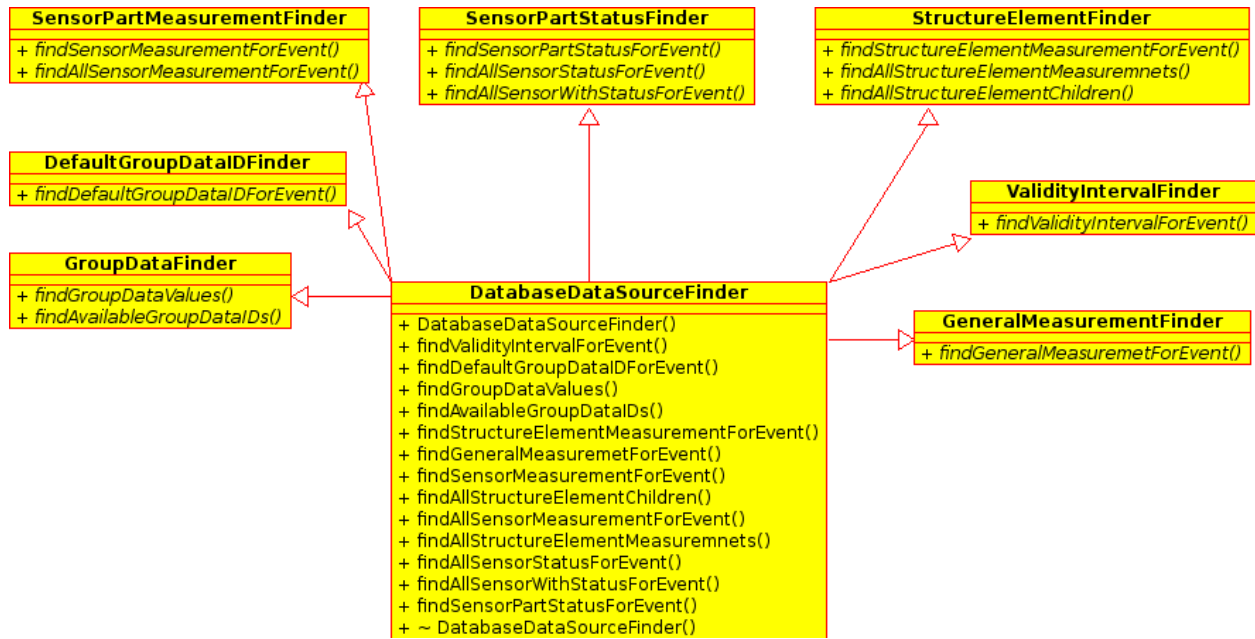 SensorPartMeasurementFinder
+ findSensorMeasurementForEvent()
+ findAllSensorMeasurementForEvent()
SensorPartStatusFinder
+ findSensorPartStatusForEvent()
+ findAllSensorStatusForEvent()
+ findAllSensorWithStatusForEvent()
StructureElementFinder
+ findStructureElementMeasurementForEvent()
+ findAllStructureElementMeasuremnets()
+ findAllStructureElementChildren()
DefaultGroupDataIDFinder
+ findDefaultGroupDataIDForEvent()
ValidityIntervalFinder
+ findValidityIntervalForEvent()
GroupDataFinder
+ findGroupDataValues()
+ findAvailableGroupDataIDs()
DatabaseDataSourceFinder
+ DatabaseDataSourceFinder()
+ findValidityIntervalForEvent()
+ findDefaultGroupDataIDForEvent()
+ findGroupDataValues()
+ findAvailableGroupDataIDs()
+ findStructureElementMeasurementForEvent()
+ findGeneralMeasuremetForEvent()
+ findSensorMeasurementForEvent()
+ findAllStructureElementChildren()
+ findAllSensorMeasurementForEvent()
+ findAllStructureElementMeasuremnets()
+ findAllSensorStatusForEvent()
+ findAllSensorWithStatusForEvent()
+ findSensorPartStatusForEvent()
+ ~ DatabaseDataSourceFinder()
GeneralMeasurementFinder
+ findGeneralMeasuremetForEvent()